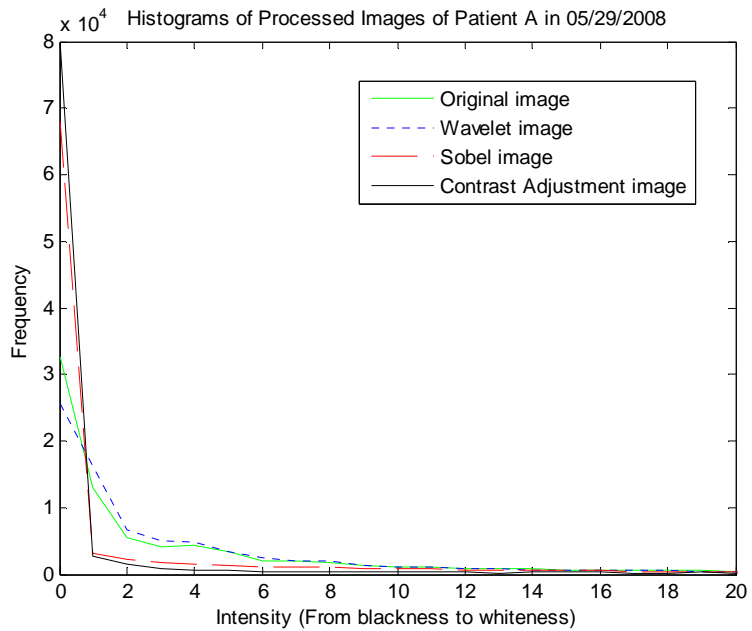 x 10⁴
Histograms of Processed Images of Patient A in 05/29/2008
Original image
Wavelet image
Sobel image
Contrast Adjustment image
8
7
6
5
4
3
2
1
0
Frequency
0 2 4 6 8 10 12 14 16 18 20
Intensity (From blackness to whiteness)